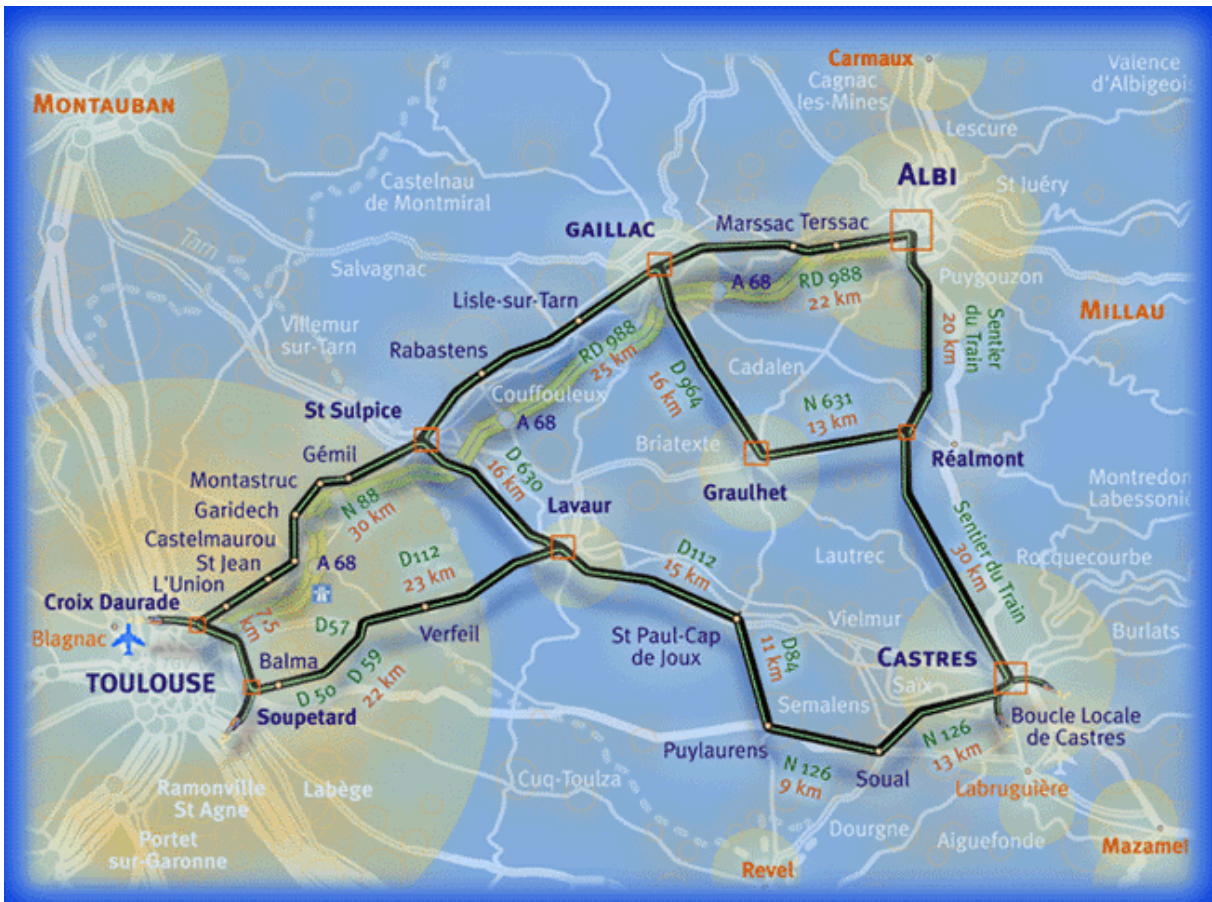 Carmaux
Cagnac
les-Mines
Valence
d'Albigeois
MONTAUBAN
Lescure
ALBI
St Juéry
Castelnau
de Montmiral
GAILLAC
Marssac Terssac
Tarn
Salvagnac
A 68
RD 988
22 km
Puygouzon
MILLAU
Lisle-sur-Tarn
Villemur
sur-Tarn
Rabastens
RD 988
25 km
Sentier
du Train
20 km
Cadalen
D 964
16 km
Couffouleux
N 631
13 km
St Sulpice
A 68
Briatexte
Réalmont
Gémil
D 630
16 km
Montastruc
Graulhet
Montredon
Labessonié
Garidech
N 88
30 km
Lavaur
Castelmaurou
St Jean
A 68
L'Union
D112
23 km
D112
15 km
Lautrec
Sentier du Train
30 km
Rocquecourbe
Croix Daurade
7,5
km
Blagnac
D57
Verfeil
Vielmur
Burlats
St Paul-Cap
de Joux
D84
11 km
CASTRES
Saix
Balma
TOULOUSE
D 50
D 59
22 km
Soupetard
Semalens
Boucle Locale
de Castres
Puylaurens
N 126
13 km
N 126
9 km
Soual
Cuq-Toulza
Labruguière
Ramonville
St Agne
Labège
Dourgne
Aiguefonde
Portet
sur-Garonne
Mazamet
Revel